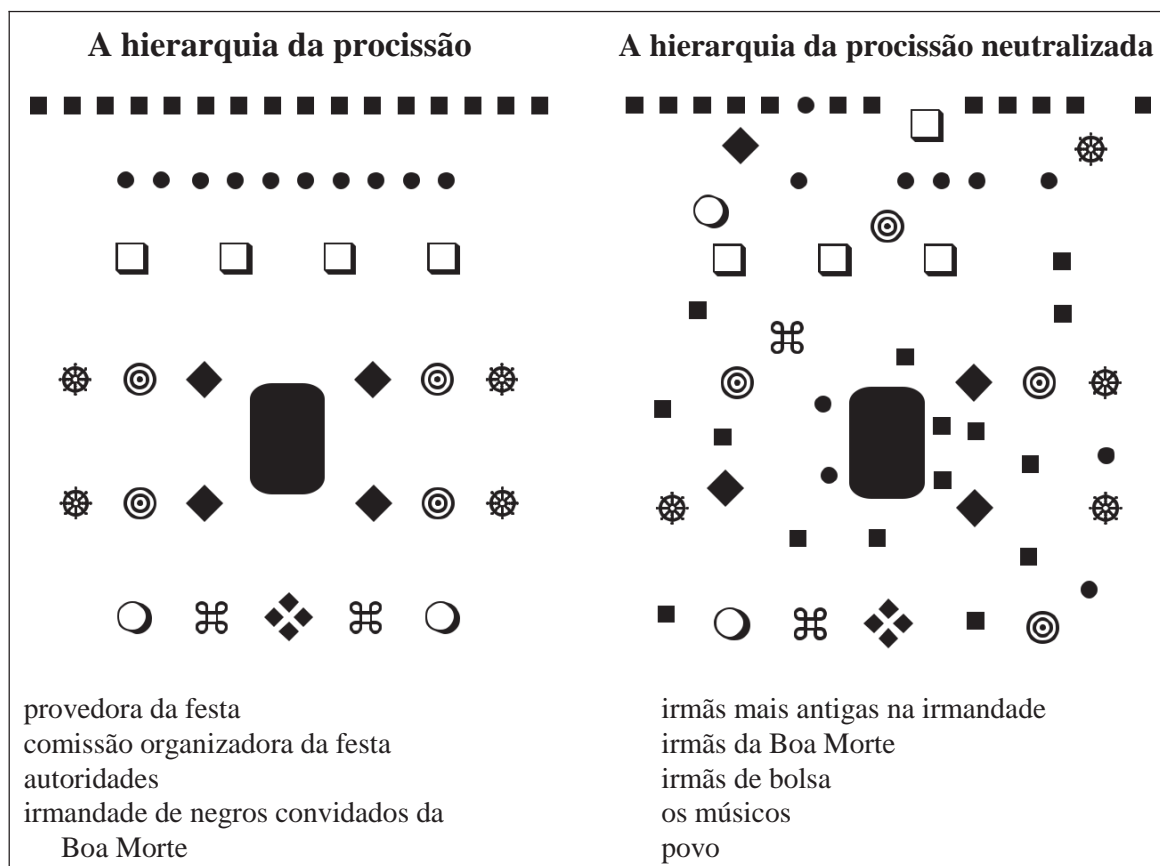 A hierarquia da procissão
A hierarquia da procissão neutralizada
provedora da festa
comissão organizadora da festa
autoridades
irmandade de negros convidados da
Boa Morte
irmãs mais antigas na irmandade
irmãs da Boa Morte
irmãs de bolsa
os músicos
povo